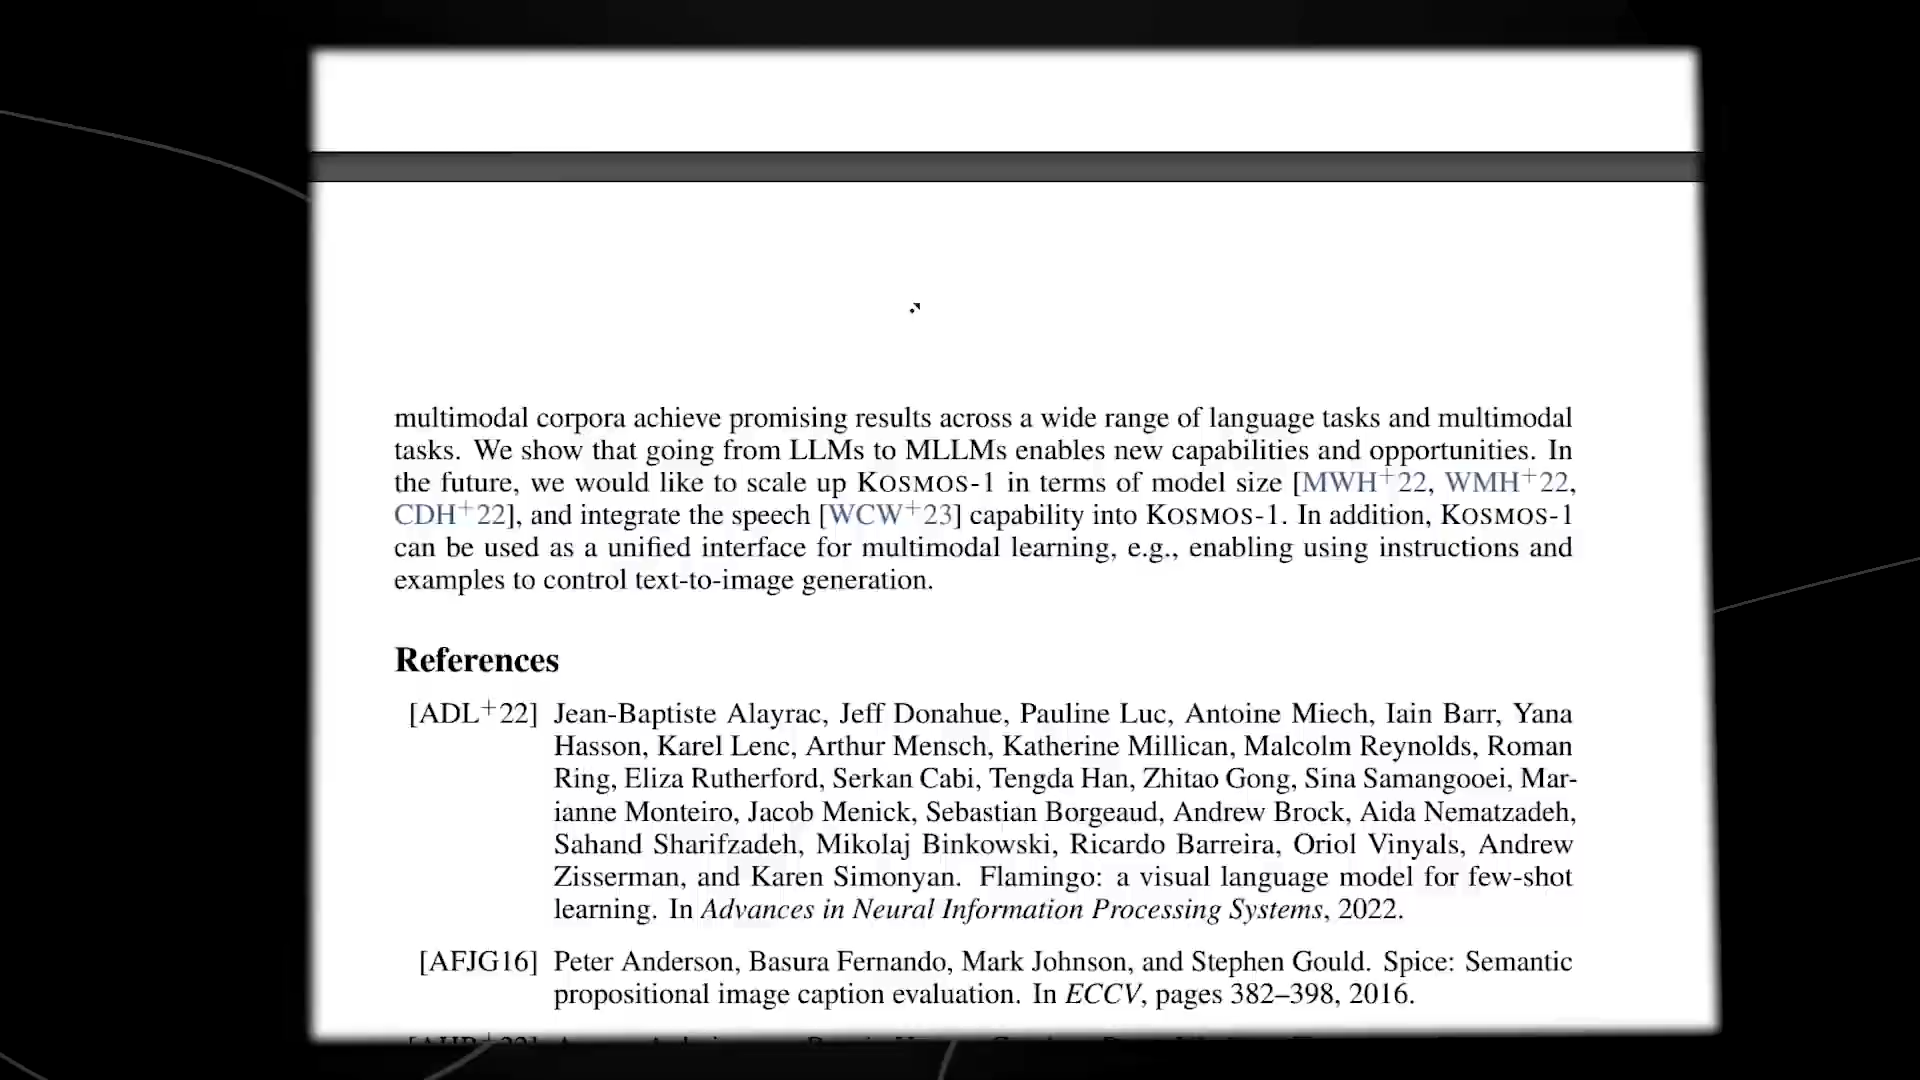 multimodal corpora achieve promising results across a wide range of language tasks and multimodal
tasks. We show that going from LLMs to MLLMs enables new capabilities and opportunities. In
the future, we would like to scale up KOSMOS-1 in terms of model size [MWH+22, WMH+22,
CDH+22], and integrate the speech [WCW+23] capability into KOSMOS-1. In addition, KOSMOS-1
can be used as a unified interface for multimodal learning, e.g., enabling using instructions and
examples to control text-to-image generation.
References
[ADL+22] Jean-Baptiste Alayrac, Jeff Donahue, Pauline Luc, Antoine Miech, Iain Barr, Yana
Hasson, Karel Lenc, Arthur Mensch, Katherine Millican, Malcolm Reynolds, Roman
Ring, Eliza Rutherford, Serkan Cabi, Tengda Han, Zhitao Gong, Sina Samangooei, Mar-
ianne Monteiro, Jacob Menick, Sebastian Borgeaud, Andrew Brock, Aida Nematzadeh,
Sahand Sharifzadeh, Mikolaj Binkowski, Ricardo Barreira, Oriol Vinyals, Andrew
Zisserman, and Karen Simonyan. Flamingo: a visual language model for few-shot
learning. In Advances in Neural Information Processing Systems, 2022.
[AFJG16] Peter Anderson, Basura Fernando, Mark Johnson, and Stephen Gould. Spice: Semantic
propositional image caption evaluation. In ECCV, pages 382–398, 2016.